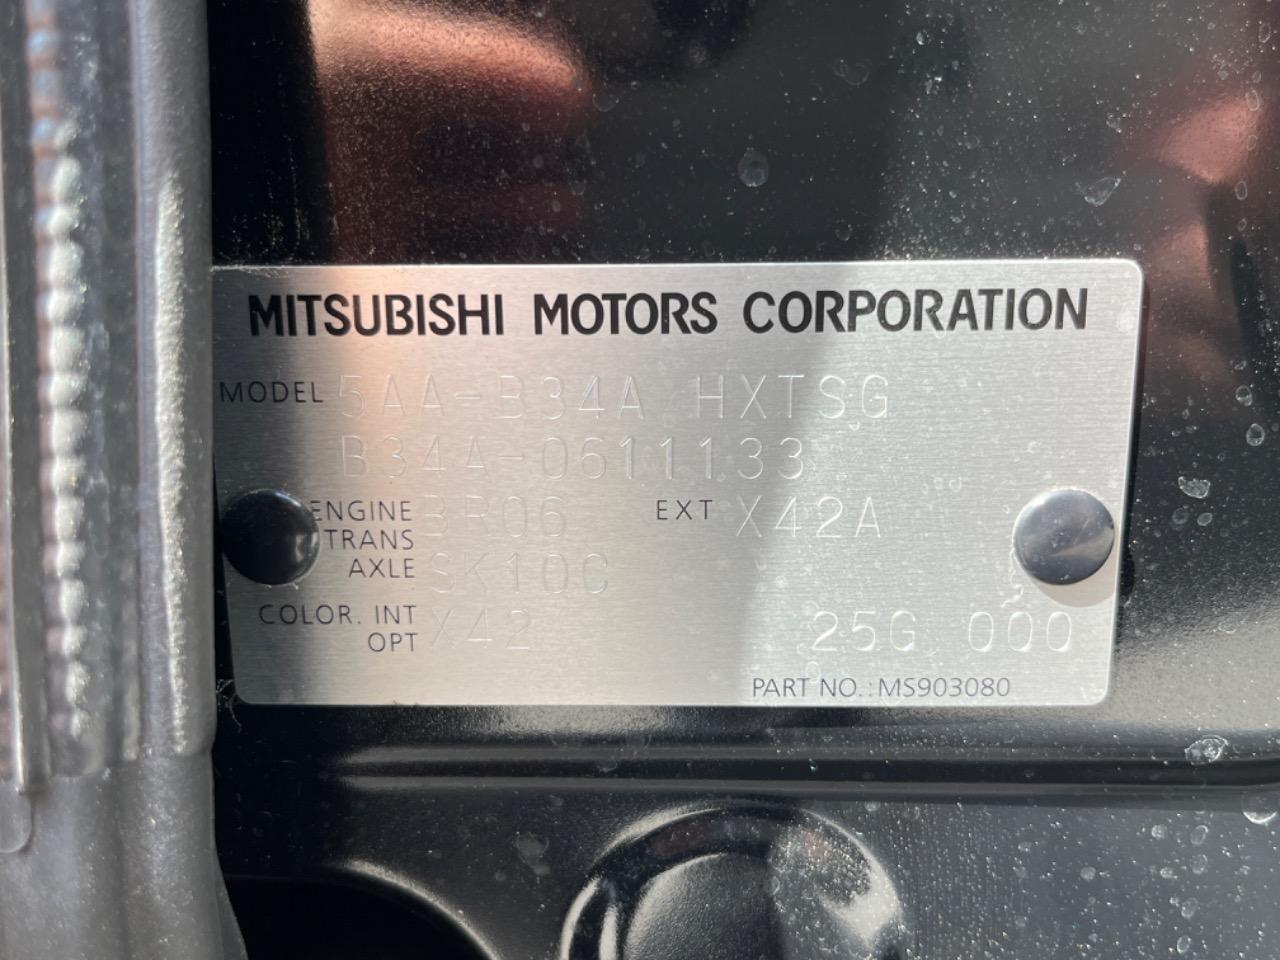 MITSUBISHI MOTORS CORPORATION
MODEL 5AA-B34A HXTSG
B34A-0611133
ENGINE BR06 EXT X42A
TRANS
AXLE SK10C
COLOR. INT X42
OPT 25G 000
PART NO.: MS903080